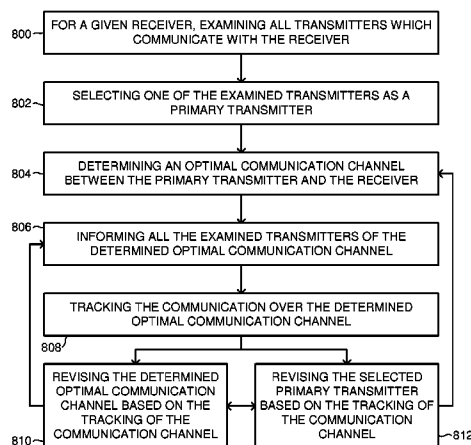 800
FOR A GIVEN RECEIVER, EXAMINING ALL TRANSMITTERS WHICH
COMMUNICATE WITH THE RECEIVER
802
SELECTING ONE OF THE EXAMINED TRANSMITTERS AS A
PRIMARY TRANSMITTER
804
DETERMINING AN OPTIMAL COMMUNICATION CHANNEL
BETWEEN THE PRIMARY TRANSMITTER AND THE RECEIVER
806
INFORMING ALL THE EXAMINED TRANSMITTERS OF THE
DETERMINED OPTIMAL COMMUNICATION CHANNEL
TRACKING THE COMMUNICATION OVER THE DETERMINED
OPTIMAL COMMUNICATION CHANNEL
808
REVISING THE DETERMINED
OPTIMAL COMMUNICATION
CHANNEL BASED ON THE
TRACKING OF THE
COMMUNICATION CHANNEL
810
REVISING THE SELECTED
PRIMARY TRANSMITTER
BASED ON THE TRACKING OF
THE COMMUNICATION
CHANNEL
812